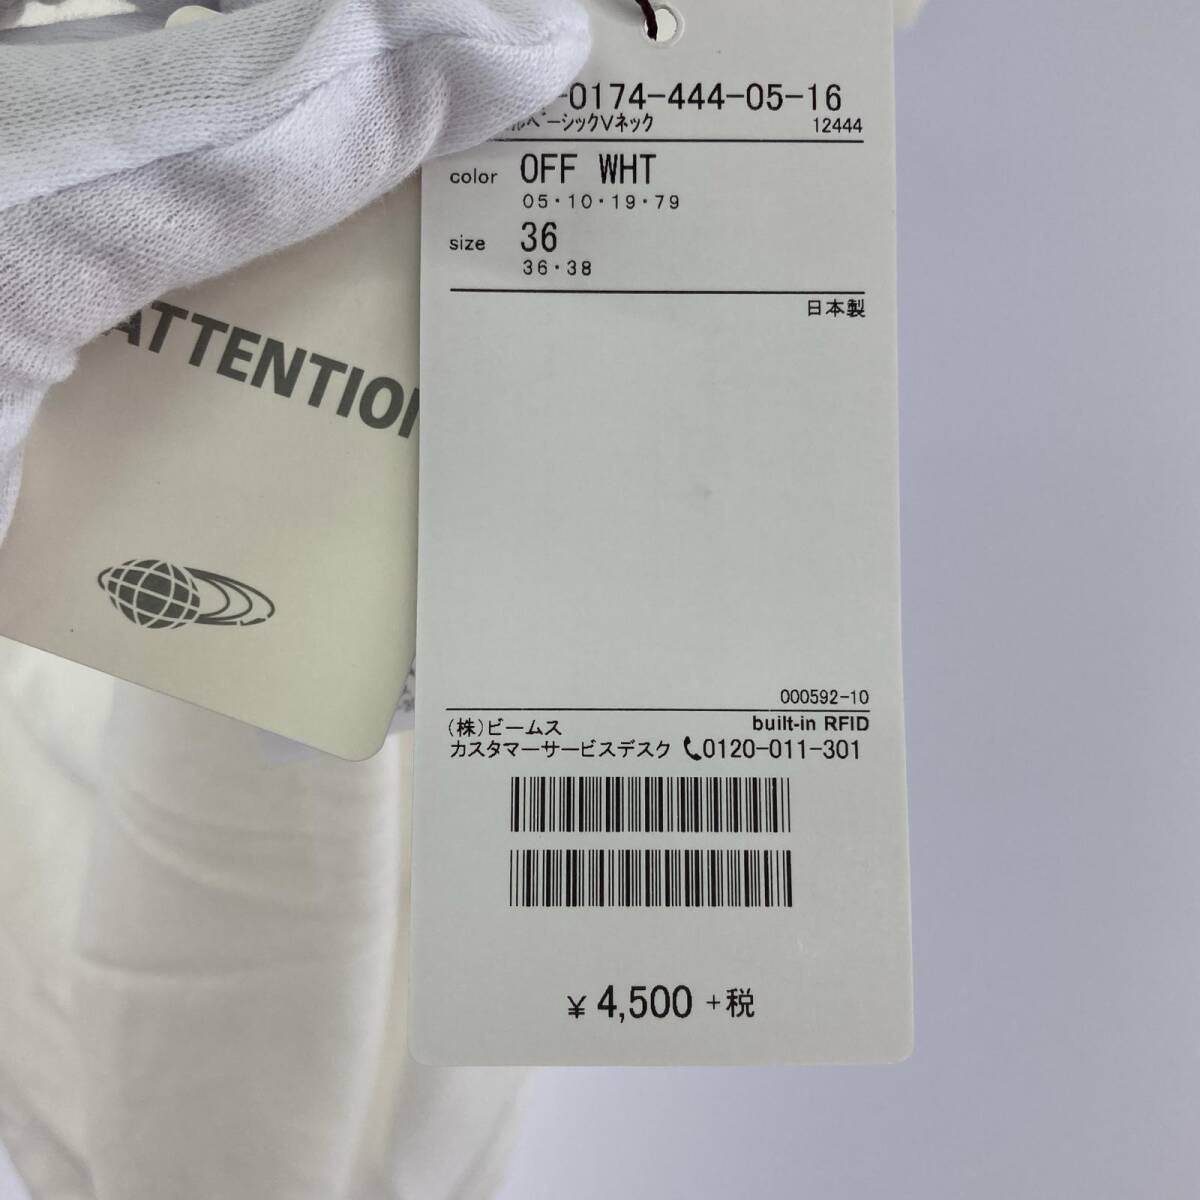 -0174-444-05-16
ベーシックVネック 12444
color OFF WHT
05・10・19・79
size 36
36・38
日本製
ATTENTION
000592-10
(株)ビームス built-in RFID
カスタマーサービスデスク 0120-011-301
¥ 4,500 +税